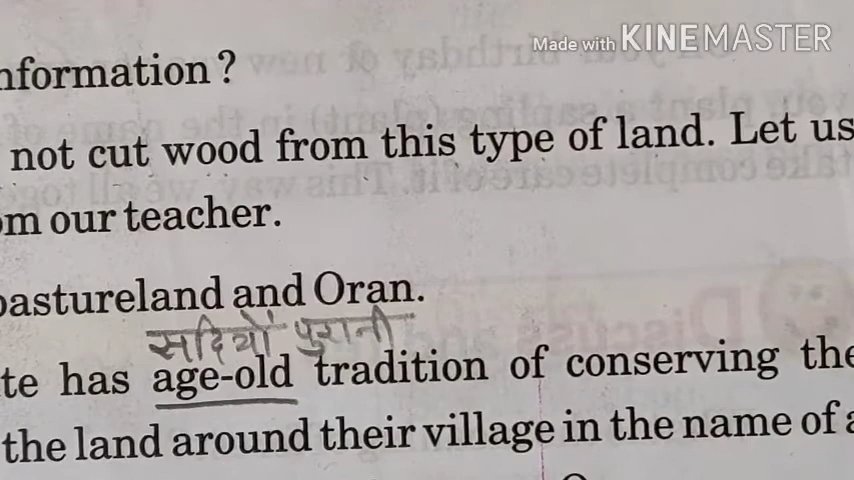 Made with KINEMASTER
nformation ?
not cut wood from this type of land. Let us
om our teacher.
pastureland and Oran.
सदियों पुरानी
te has age-old tradition of conserving the
the land around their village in the name of a